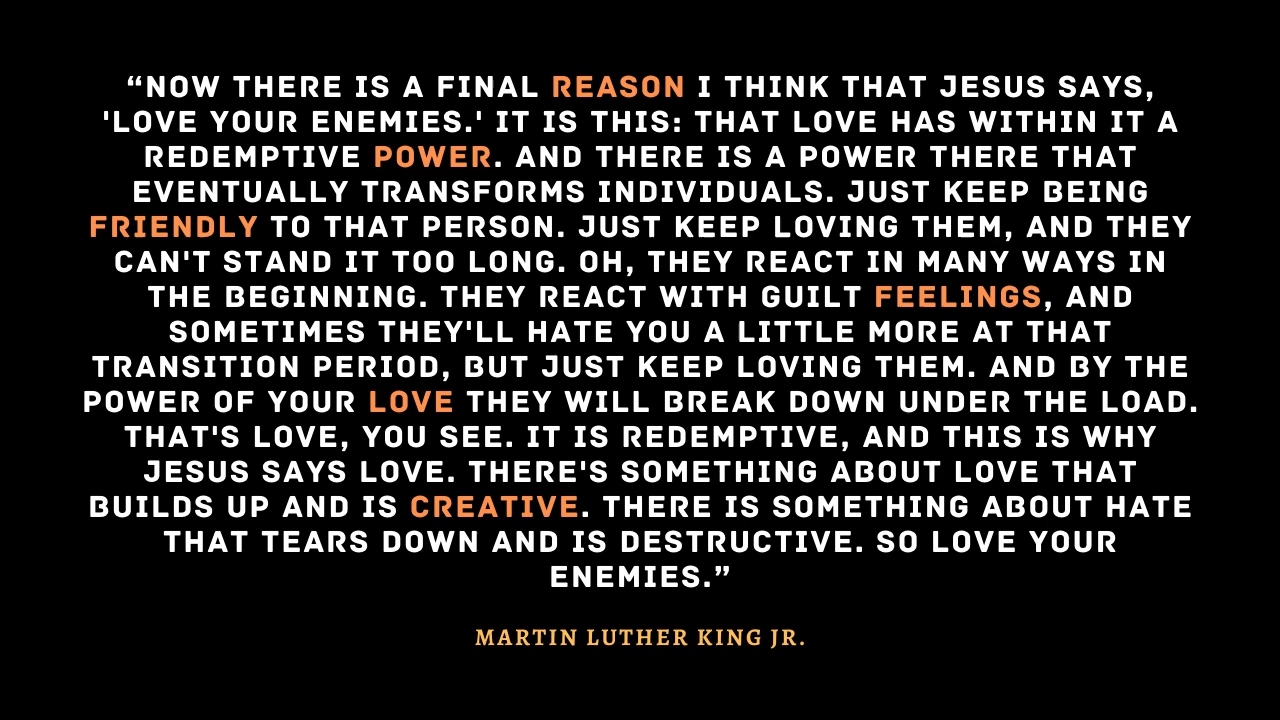 “NOW THERE IS A FINAL REASON I THINK THAT JESUS SAYS,
'LOVE YOUR ENEMIES.' IT IS THIS: THAT LOVE HAS WITHIN IT A
REDEMPTIVE POWER. AND THERE IS A POWER THERE THAT
EVENTUALLY TRANSFORMS INDIVIDUALS. JUST KEEP BEING
FRIENDLY TO THAT PERSON. JUST KEEP LOVING THEM, AND THEY
CAN'T STAND IT TOO LONG. OH, THEY REACT IN MANY WAYS IN
THE BEGINNING. THEY REACT WITH GUILT FEELINGS, AND
SOMETIMES THEY'LL HATE YOU A LITTLE MORE AT THAT
TRANSITION PERIOD, BUT JUST KEEP LOVING THEM. AND BY THE
POWER OF YOUR LOVE THEY WILL BREAK DOWN UNDER THE LOAD.
THAT'S LOVE, YOU SEE. IT IS REDEMPTIVE, AND THIS IS WHY
JESUS SAYS LOVE. THERE'S SOMETHING ABOUT LOVE THAT
BUILDS UP AND IS CREATIVE. THERE IS SOMETHING ABOUT HATE
THAT TEARS DOWN AND IS DESTRUCTIVE. SO LOVE YOUR
ENEMIES.”
MARTIN LUTHER KING JR.